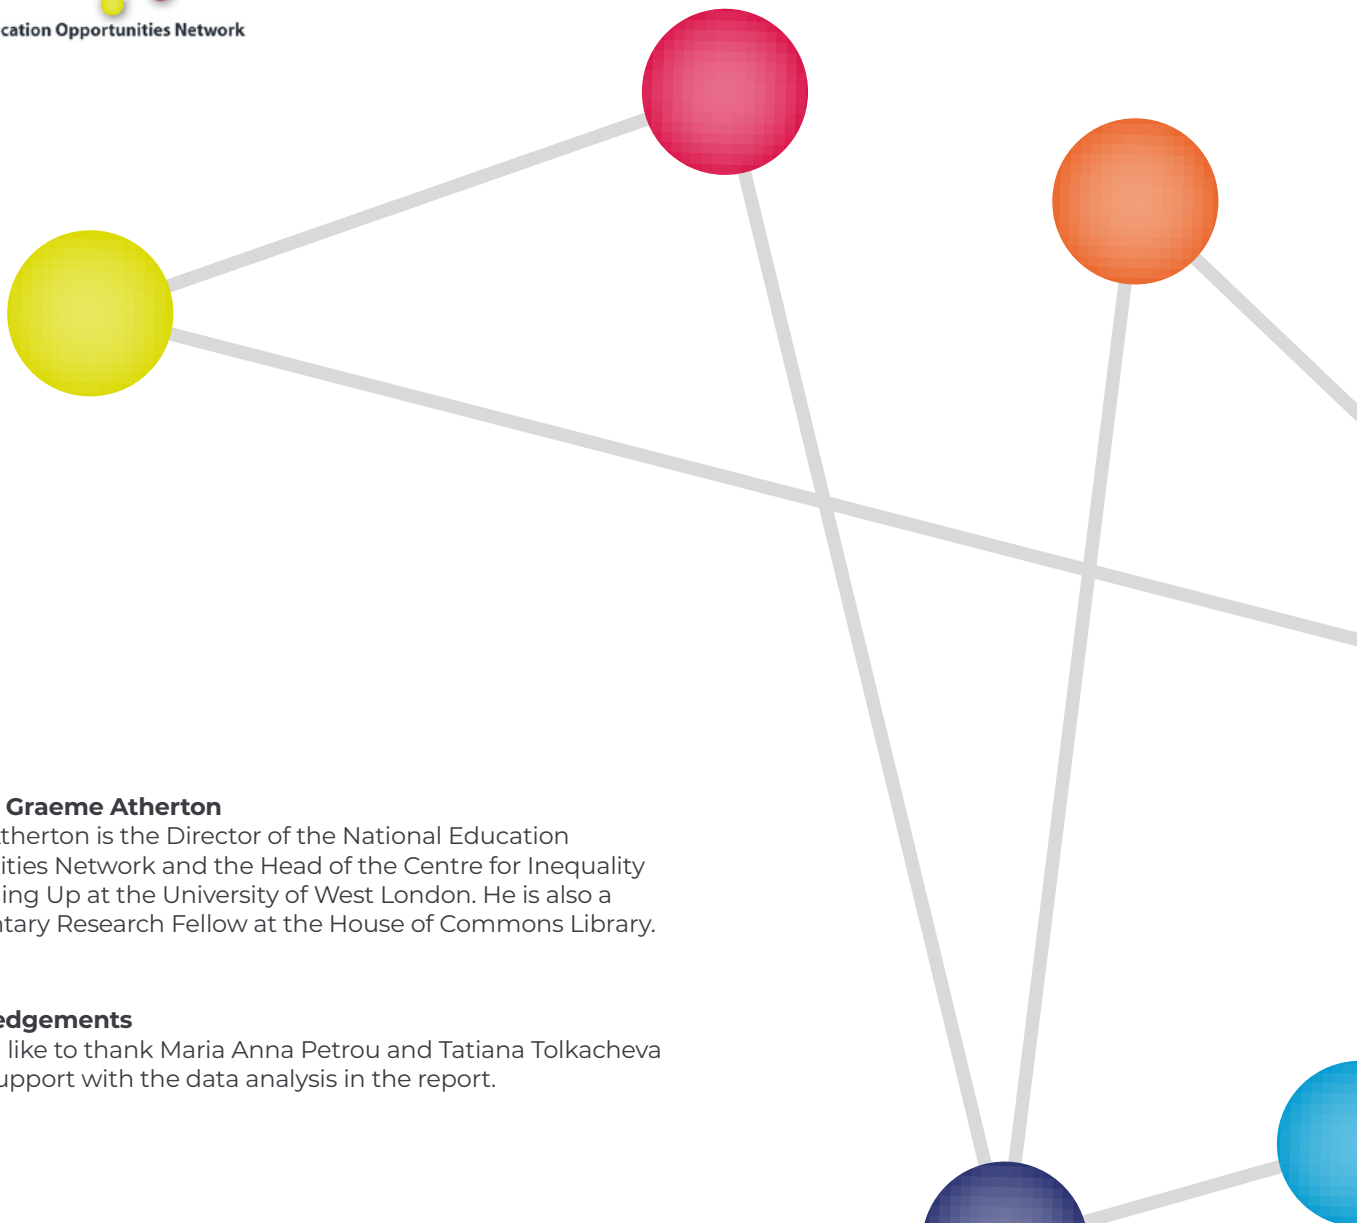 cation Opportunities Network
Graeme Atherton
therton is the Director of the National Education
ities Network and the Head of the Centre for Inequality
ing Up at the University of West London. He is also a
ntary Research Fellow at the House of Commons Library.
edgements
like to thank Maria Anna Petrou and Tatiana Tolkacheva
upport with the data analysis in the report.